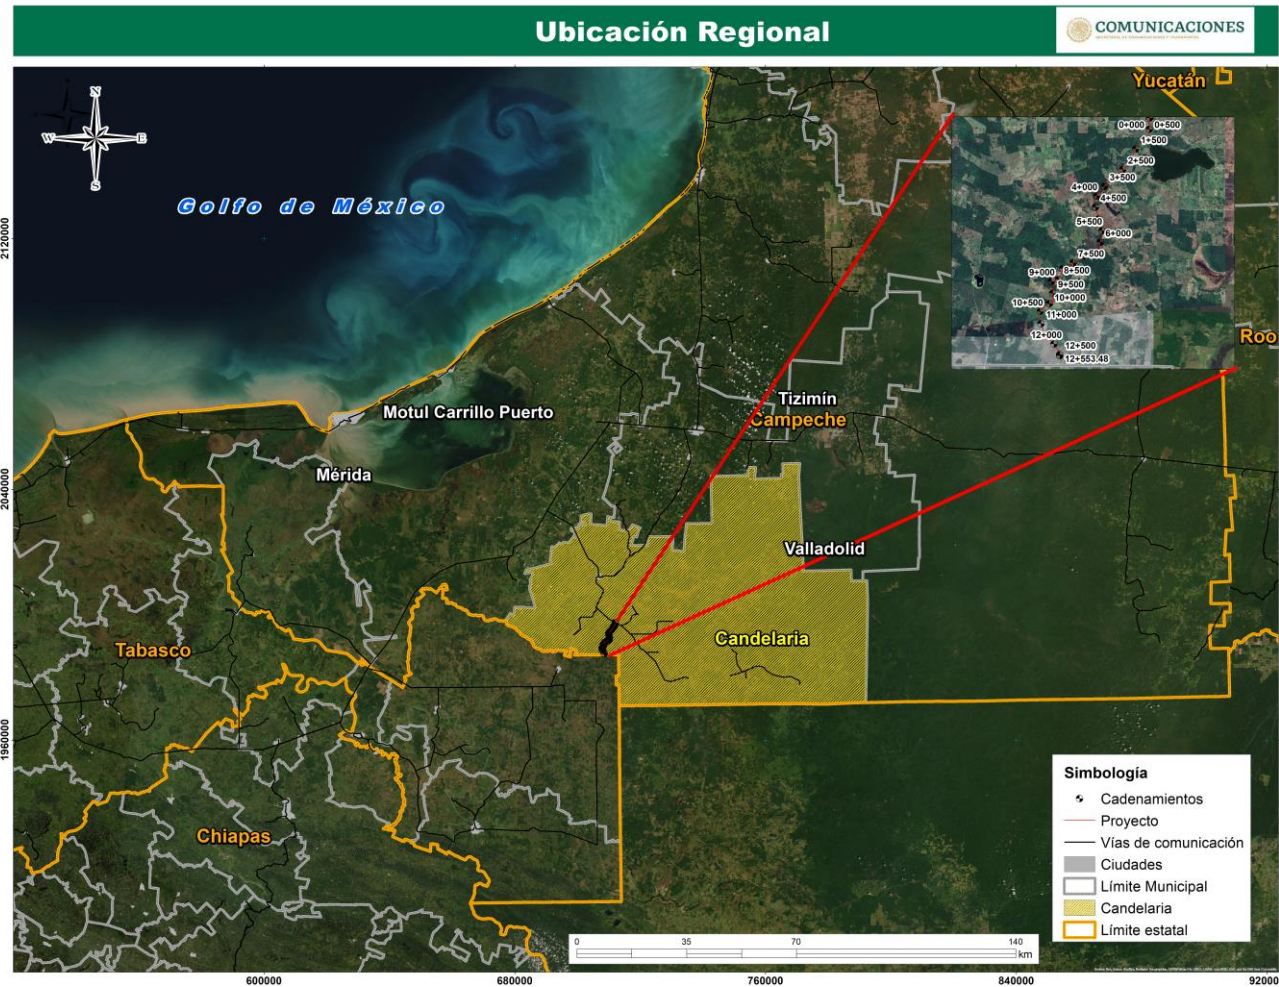 Ubicación Regional
COMUNICACIONES
SECRETARÍA DE COMUNICACIONES Y TRANSPORTES
N
W
E
S
Golfo de México
Yucatán
0+000
0+500
1+500
2+500
3+500
4+000
4+500
5+500
6+000
7+500
8+500
9+000
9+500
10+000
10+500
11+000
12+000
12+500
12+553.48
Roo
Motul Carrillo Puerto
Tizimín
Campeche
Mérida
Valladolid
Candelaria
Tabasco
Chiapas
Simbología
Cadenamientos
Proyecto
Vías de comunicación
Ciudades
Límite Municipal
Candelaria
Límite estatal
0
35
70
140
km
2120000
2040000
1960000
600000
680000
760000
840000
92000